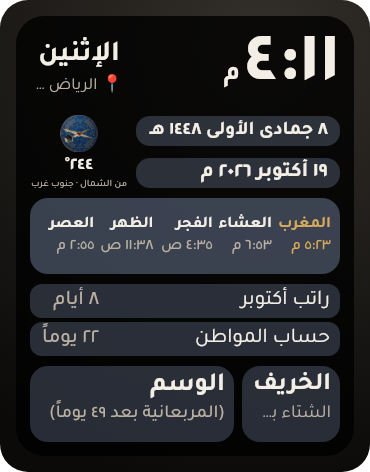 ٤:١١ م
الإثنين
📍 الرياض ...
٨ جمادى الأولى ١٤٤٨ هـ
١٩ أكتوبر ٢٠٢٦ م
٢٤٤°
من الشمال · جنوب غرب
المغرب العشاء الفجر الظهر العصر
٥:٢٣ م ٦:٥٣ م ٤:٣٥ ص ١١:٣٨ ص ٢:٥٥ م
راتب أكتوبر ٨ أيام
حساب المواطن ٢٢ يوماً
الخريف
الشتاء بـ...
الوسم
(المربعانية بعد ٤٩ يوماً)